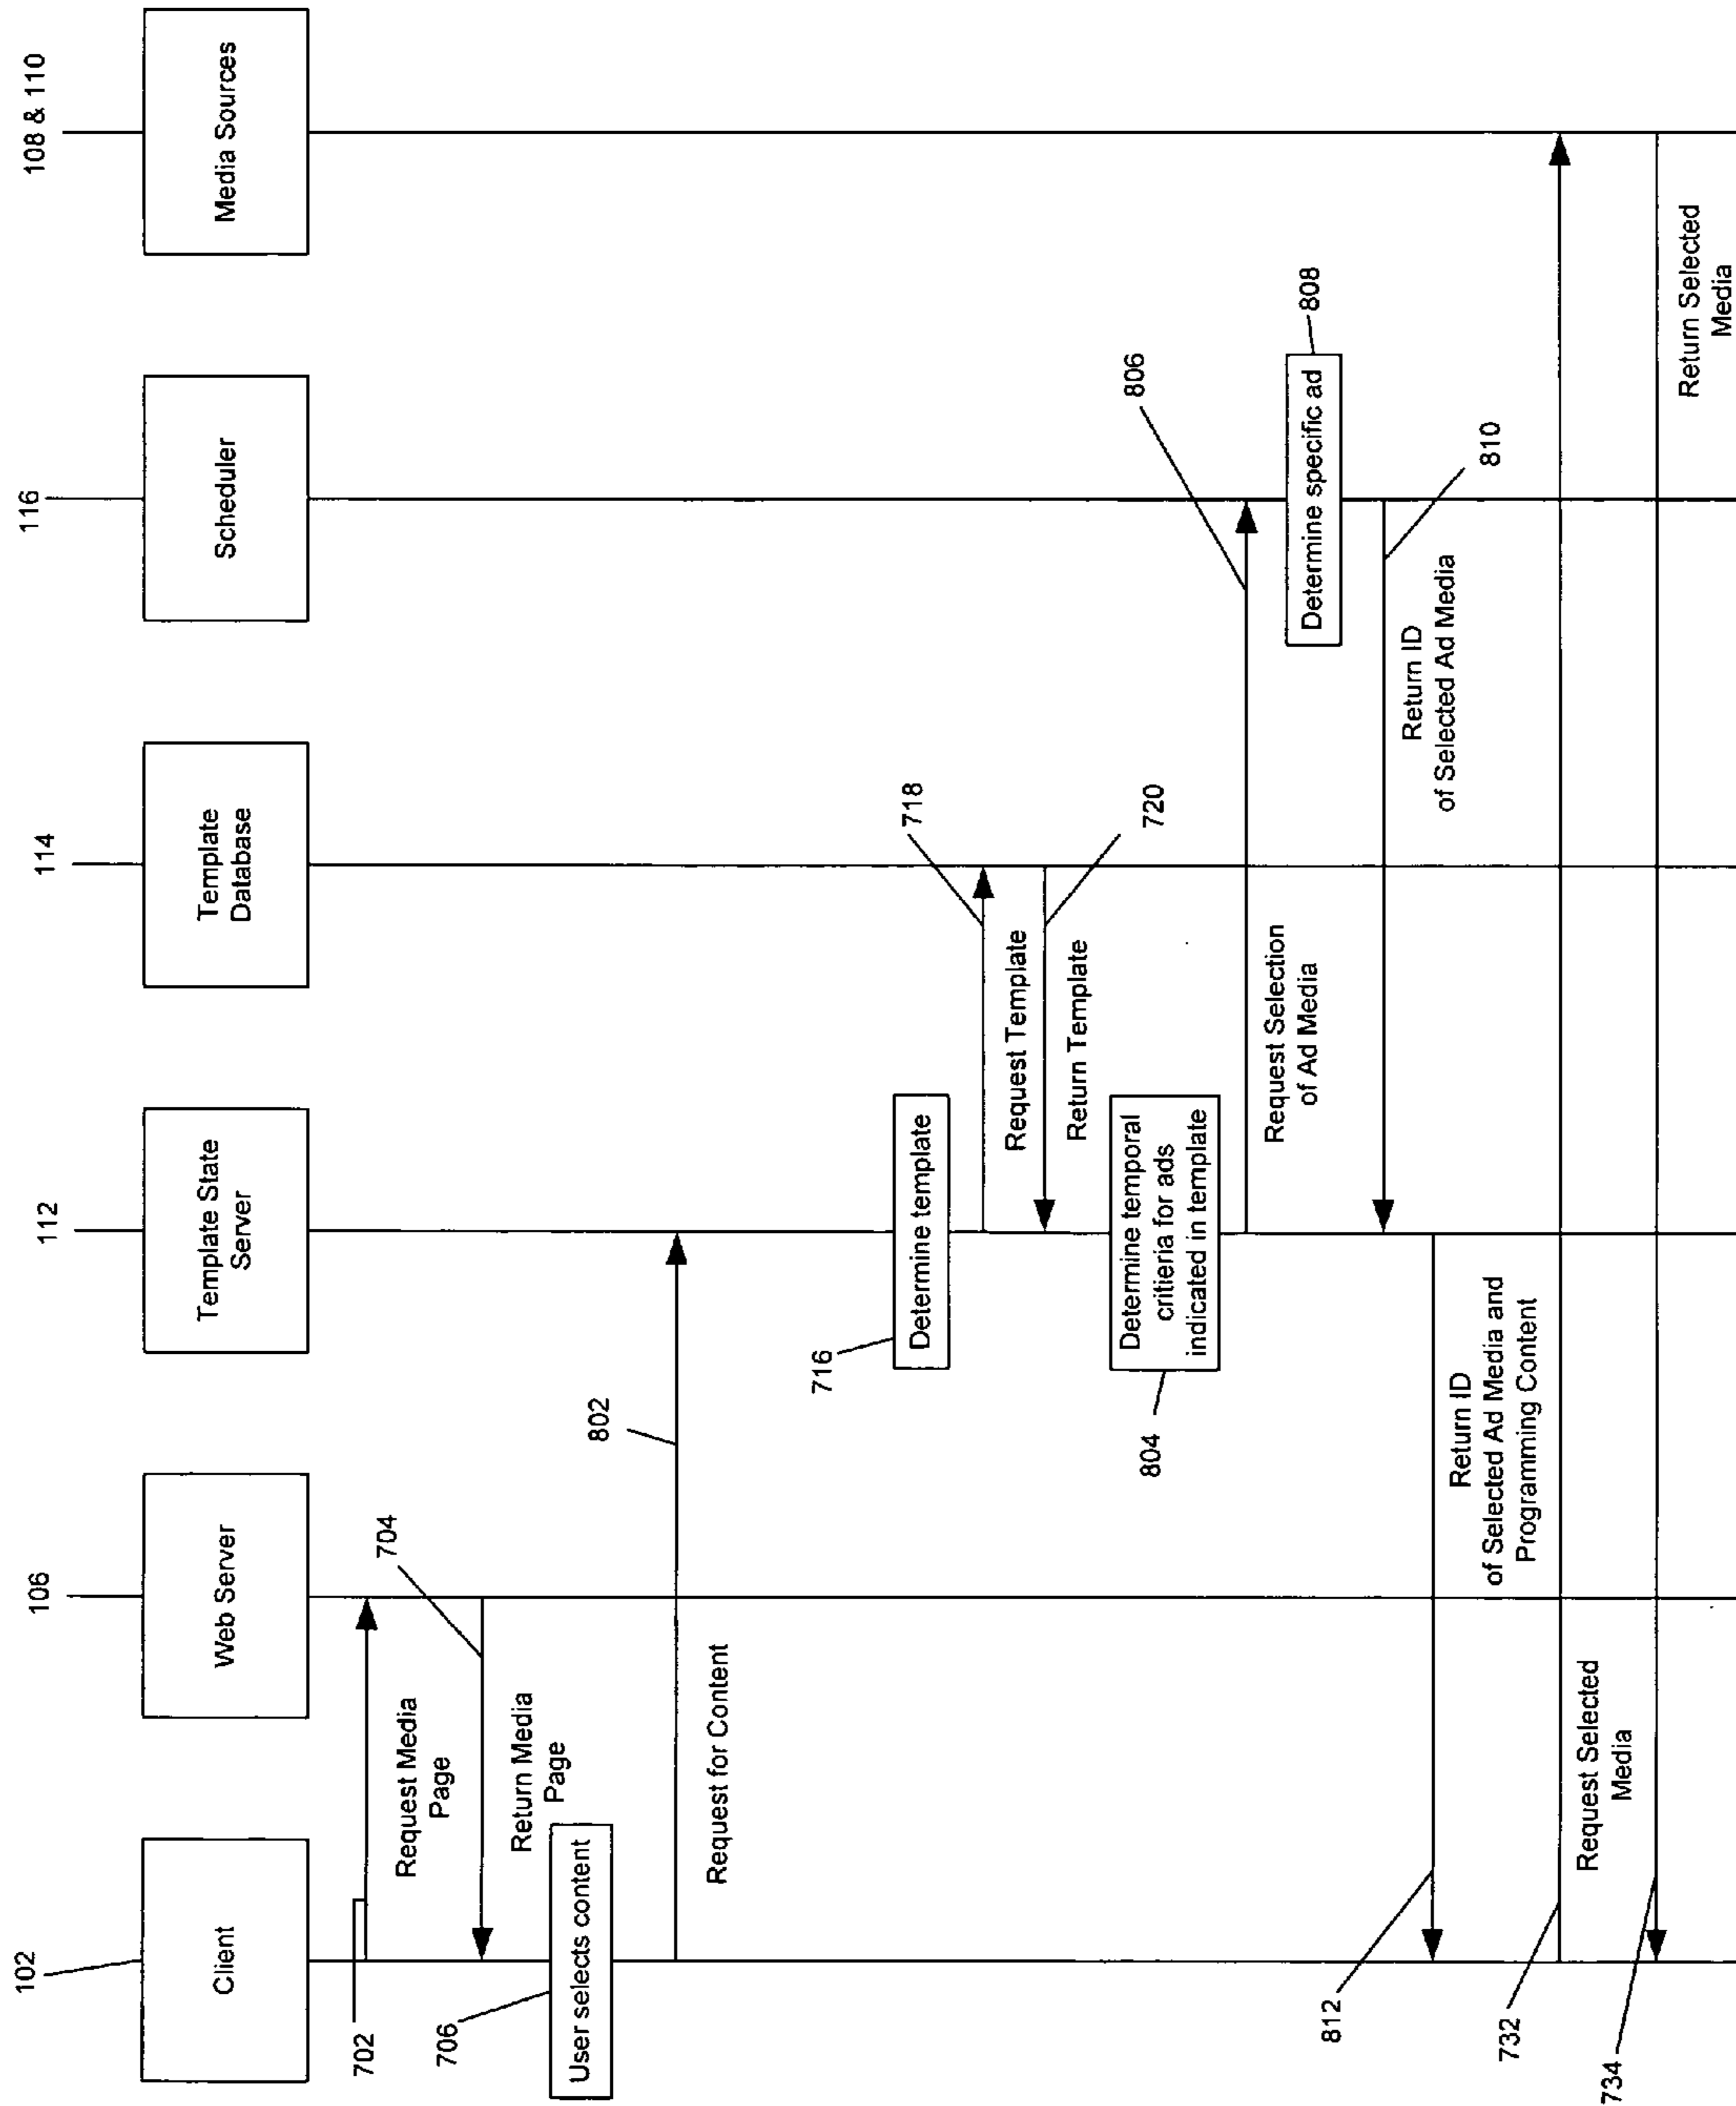 102
106
112
114
116
108 & 110
Client
Web Server
Template State
Server
Template
Database
Scheduler
Media Sources
702
Request Media
Page
704
Return Media
Page
706
User selects content
802
Request for Content
716
Determine template
718
Request Template
720
Return Template
804
Determine temporal
critieria for ads
indicated in template
806
Request Selection
of Ad Media
808
Determine specific ad
810
Return ID
of Selected Ad Media
812
Return ID
of Selected Ad Media and
Programming Content
732
Request Selected
Media
734
Return Selected
Media